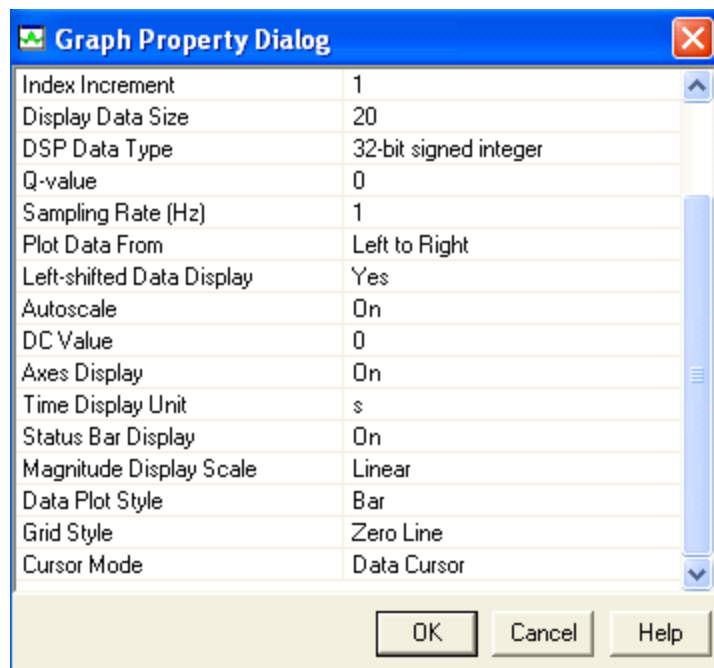 Graph Property Dialog
Index Increment 1
Display Data Size 20
DSP Data Type 32-bit signed integer
Q-value 0
Sampling Rate (Hz) 1
Plot Data From Left to Right
Left-shifted Data Display Yes
Autoscale On
DC Value 0
Axes Display On
Time Display Unit s
Status Bar Display On
Magnitude Display Scale Linear
Data Plot Style Bar
Grid Style Zero Line
Cursor Mode Data Cursor
OK Cancel Help